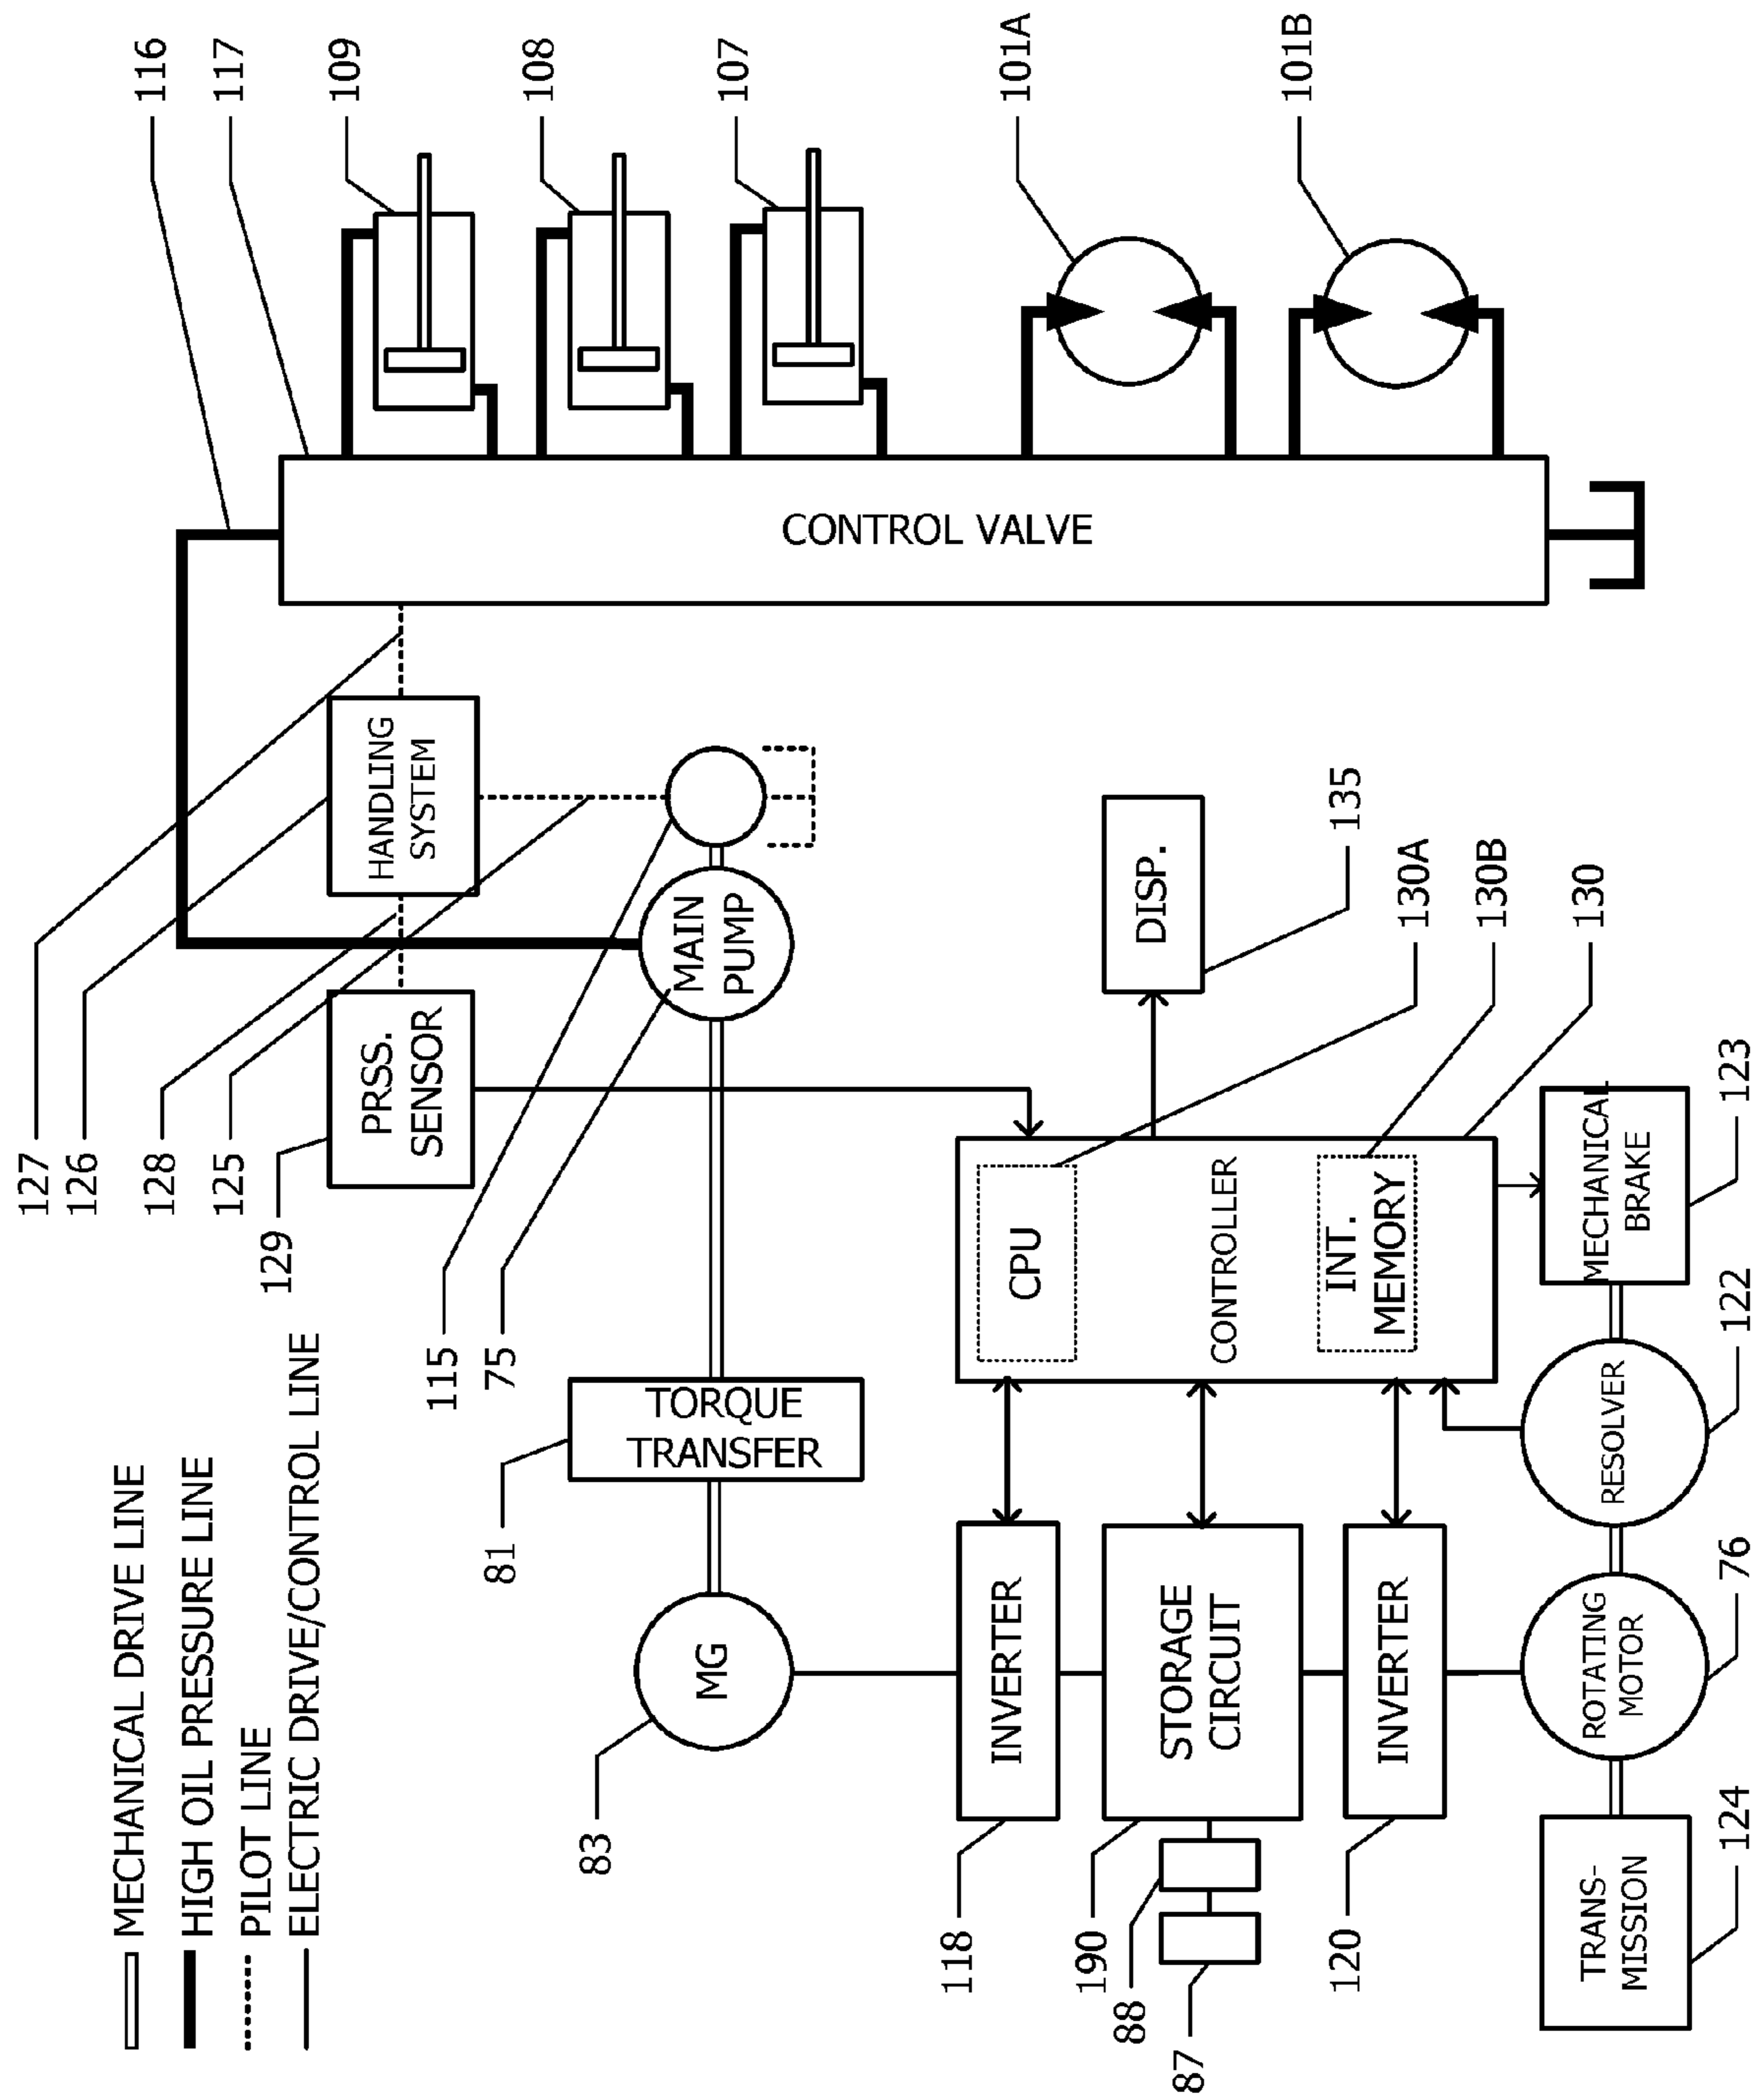 MECHANICAL DRIVE LINE
HIGH OIL PRESSURE LINE
PILOT LINE
ELECTRIC DRIVE/CONTROL LINE
127
126
128
125
129
116
117
109
108
107
101A
101B
HANDLING
SYSTEM
PRSS.
SENSOR
CONTROL VALVE
115
75
MAIN
PUMP
81
TORQUE
TRANSFER
83
MG
DISP.
135
130A
130B
130
CPU
CONTROLLER
INT.
MEMORY
118
INVERTER
190
STORAGE
CIRCUIT
88
87
120
INVERTER
MECHANICAL
BRAKE
123
RESOLVER
122
ROTATING
MOTOR
76
TRANS-
MISSION
124